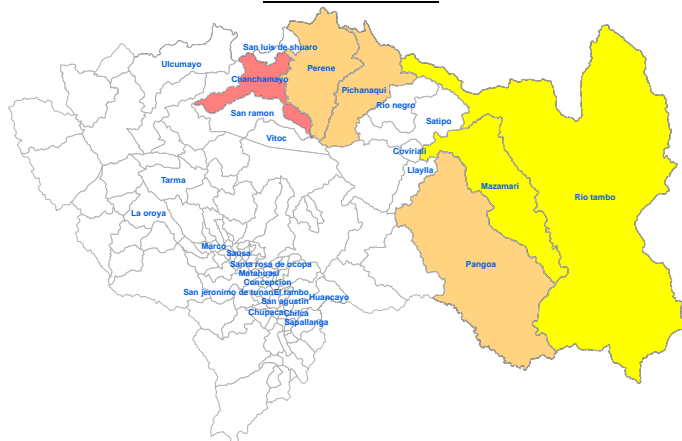 San luis de shuaro
Ulcumayo
Perene
Chanchamayo
Pichanaqui
Rio negro
San ramon
Satipo
Vitoc
Coviriali
Llaylla
Tarma
Mazamari
Rio tambo
La oroya
Marco
Sausa
Santa rosa de ocopa
Pangoa
Matahuasi
Concepcion
San jeronimo de tunan
El tambo
Huancayo
San agustin
Chupaca
Chilca
Sapallanga